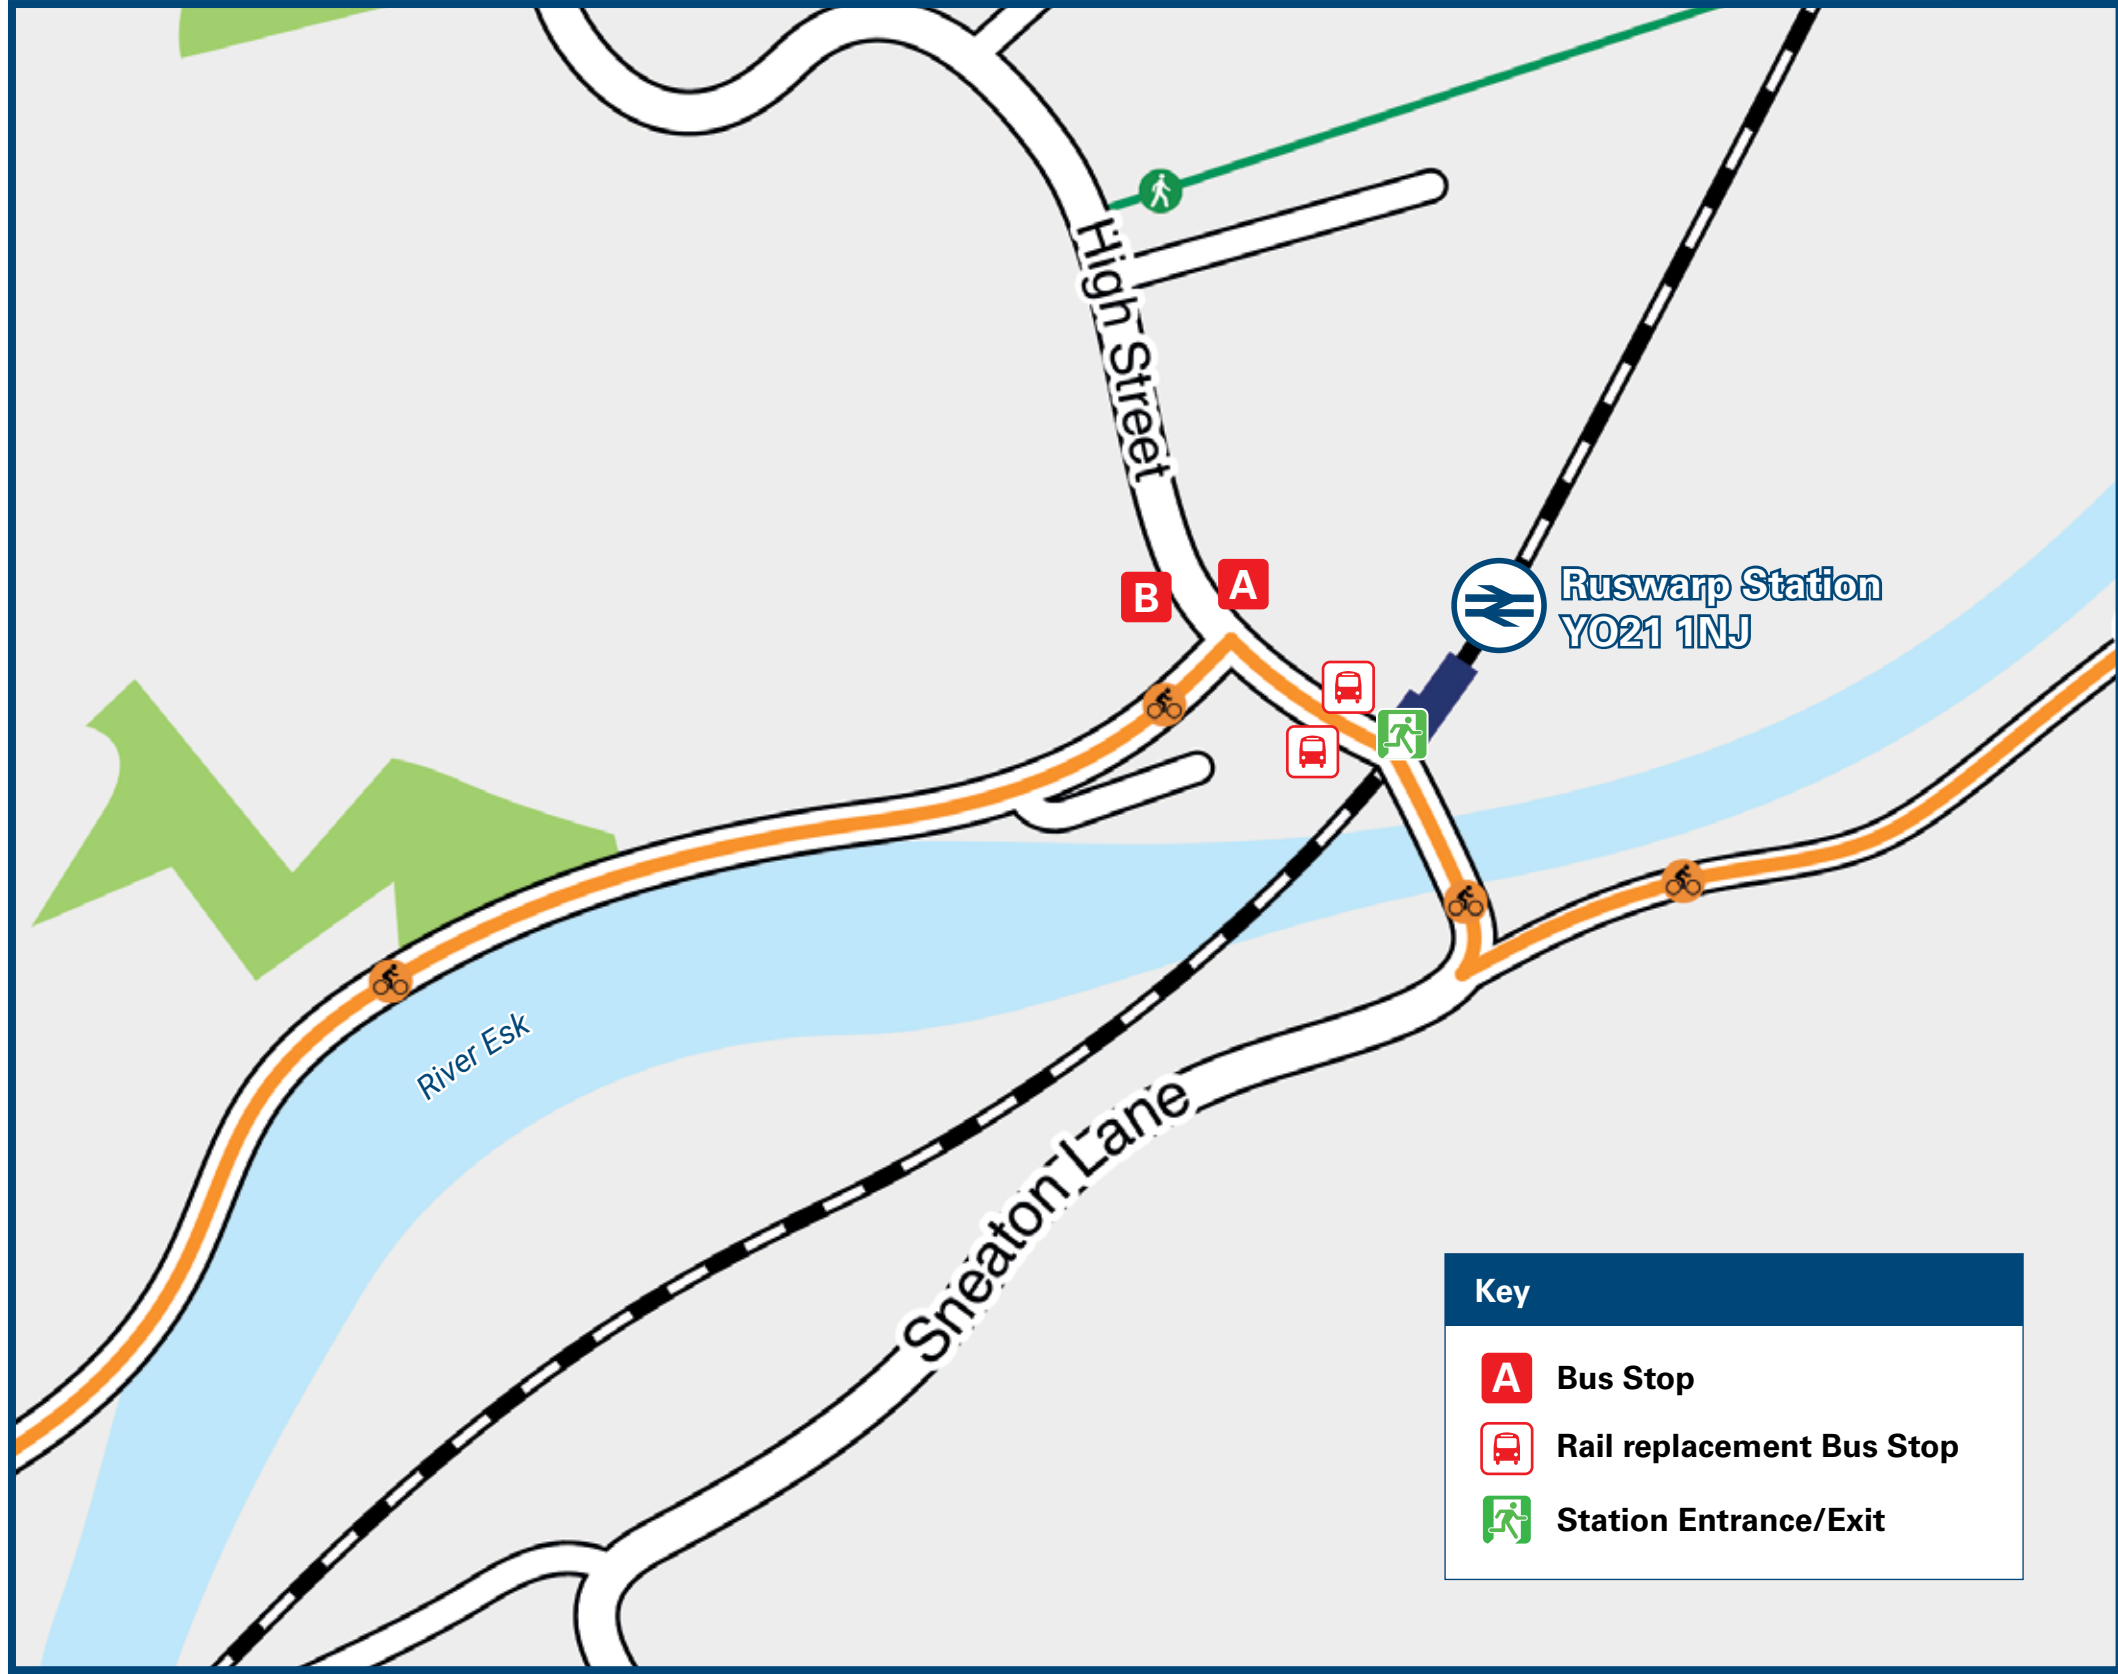 High Street
B
A
Ruswarp Station
YO21 1NJ
River Esk
Sneaton Lane
Key
A Bus Stop
Rail replacement Bus Stop
Station Entrance/Exit